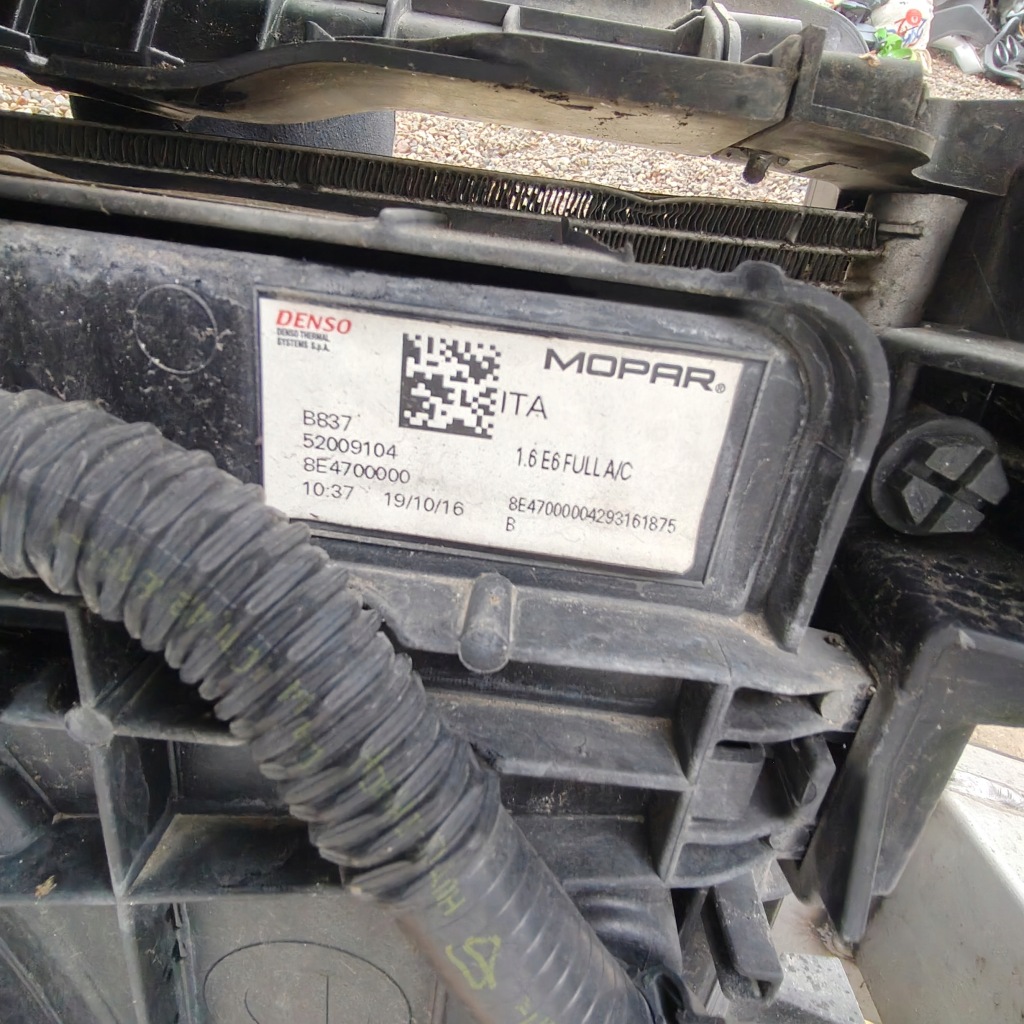 DENSO
DENSO THERMAL
SYSTEMS S.p.A.
MOPAR®
ITA
B837
52009104
8E4700000
10:37 19/10/16
1.6 E6 FULL A/C
8E47000004293161875
B